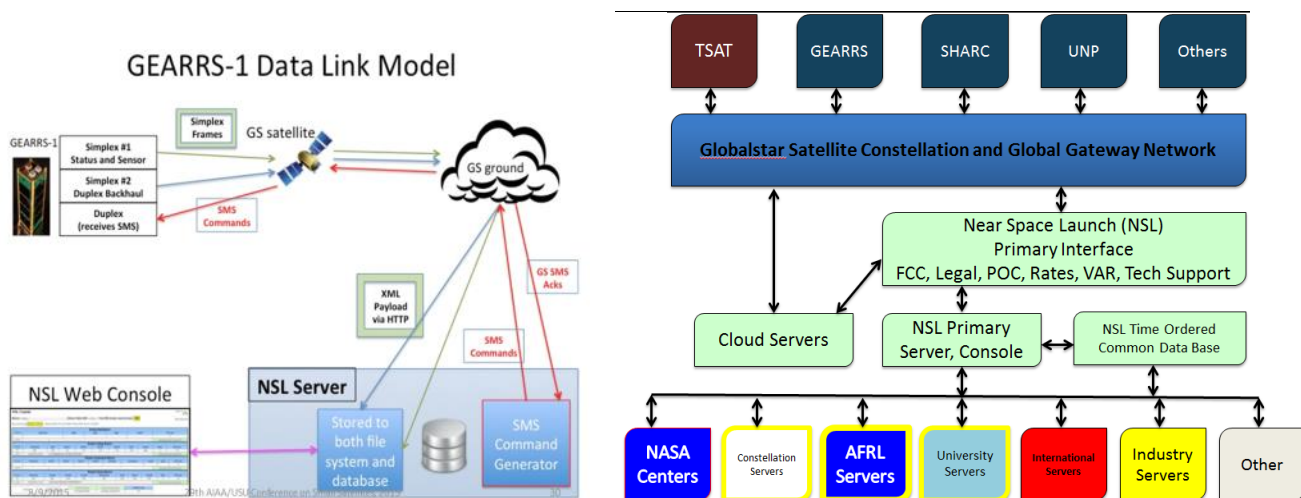 GEARRS-1 Data Link Model
GEARRS-1
Simplex #1
Status and Sensor
Simplex #2
Duplex Backhaul
Duplex
(receives SMS)
Simplex
Frames
GS satellite
GS ground
SMS
Commands
XML
Payload
via HTTP
GS SMS
Acks
SMS
Commands
NSL Web Console
NSL Server
Stored to
both file
system and
database
SMS
Command
Generator
8/9/2015
29th AIAA/USU Conference on Small Satellites, 2015
30
TSAT
GEARRS
SHARC
UNP
Others
Globalstar Satellite Constellation and Global Gateway Network
Near Space Launch (NSL)
Primary Interface
FCC, Legal, POC, Rates, VAR, Tech Support
Cloud Servers
NSL Primary
Server, Console
NSL Time Ordered
Common Data Base
NASA
Centers
Constellation
Servers
AFRL
Servers
University
Servers
International
Servers
Industry
Servers
Other